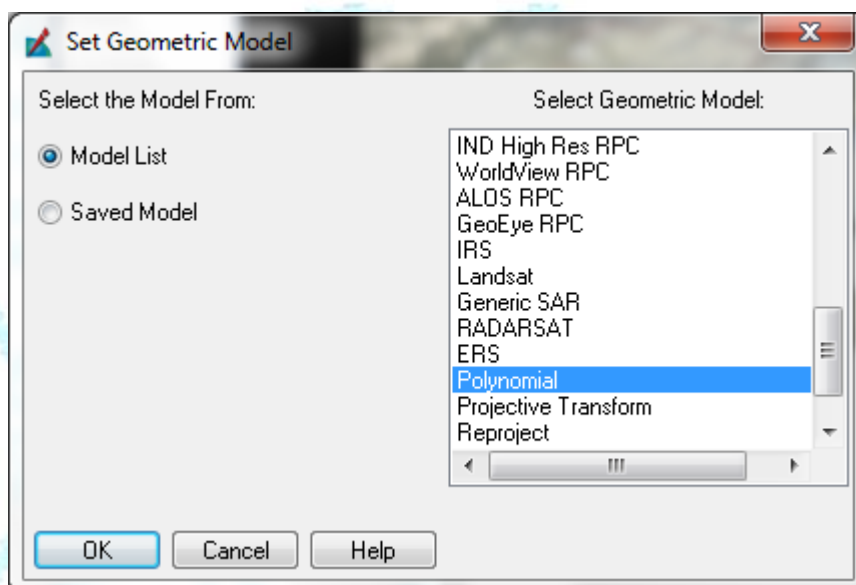 Set Geometric Model
Select the Model From:
Model List
Saved Model
Select Geometric Model:
IND High Res RPC
WorldView RPC
ALOS RPC
GeoEye RPC
IRS
Landsat
Generic SAR
RADARSAT
ERS
Polynomial
Projective Transform
Reproject
OK
Cancel
Help